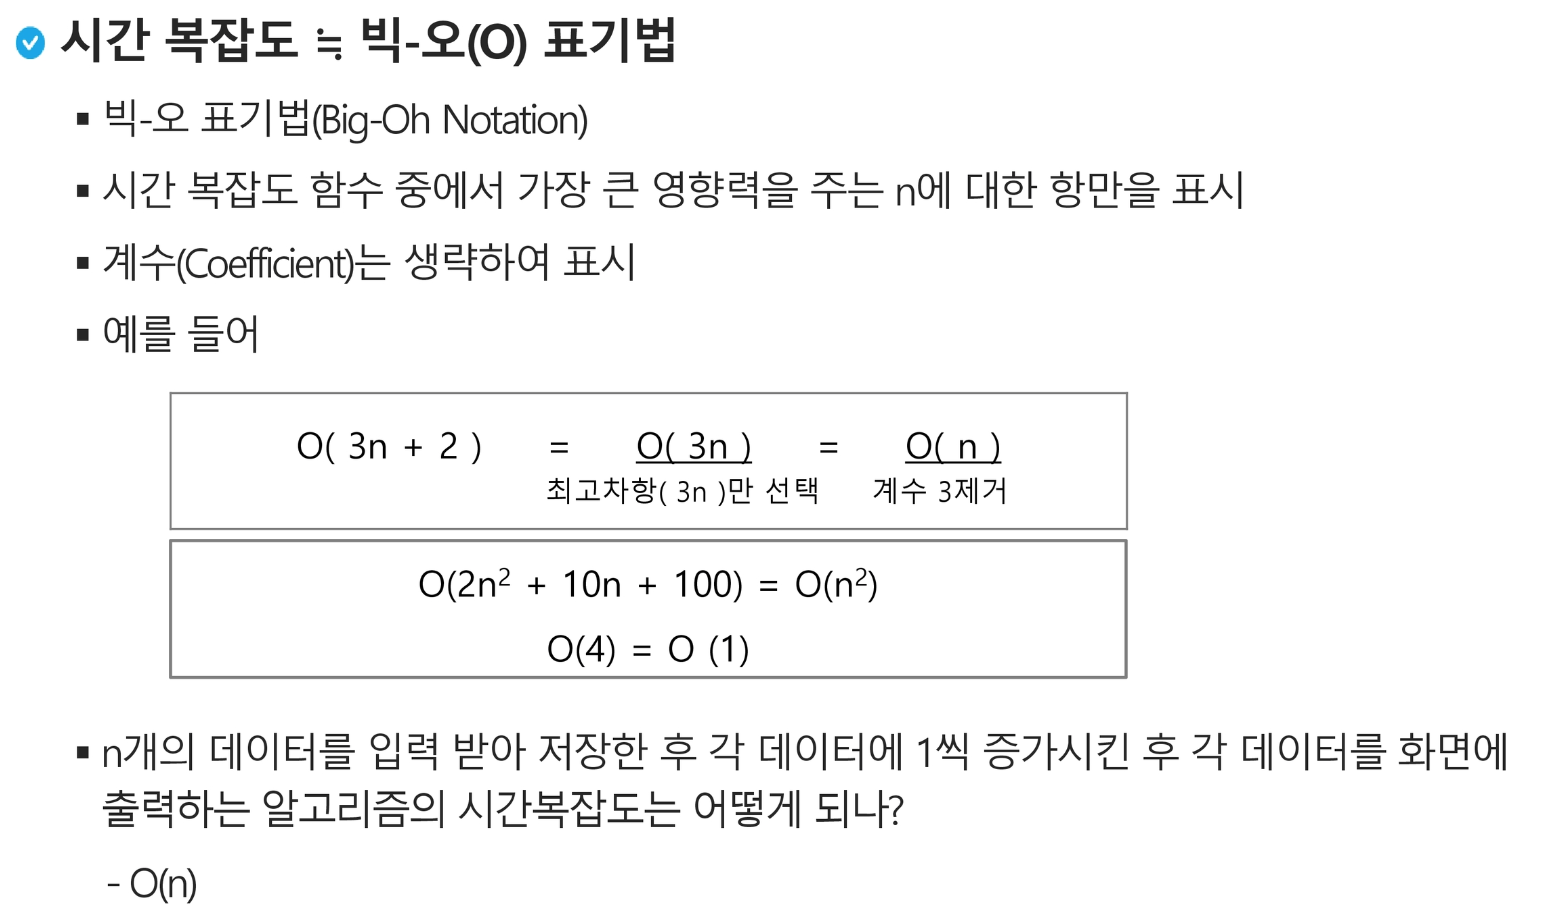 시간 복잡도 ≒ 빅-오(O) 표기법
▪ 빅-오 표기법(Big-Oh Notation)
▪ 시간 복잡도 함수 중에서 가장 큰 영향력을 주는 n에 대한 항만을 표시
▪ 계수(Coefficient)는 생략하여 표시
▪ 예를 들어
O( 3n + 2 ) = O( 3n ) = O( n )
최고차항( 3n )만 선택 계수 3제거
O(2n² + 10n + 100) = O(n²)
O(4) = O (1)
▪ n개의 데이터를 입력 받아 저장한 후 각 데이터에 1씩 증가시킨 후 각 데이터를 화면에
출력하는 알고리즘의 시간복잡도는 어떻게 되나?
- O(n)